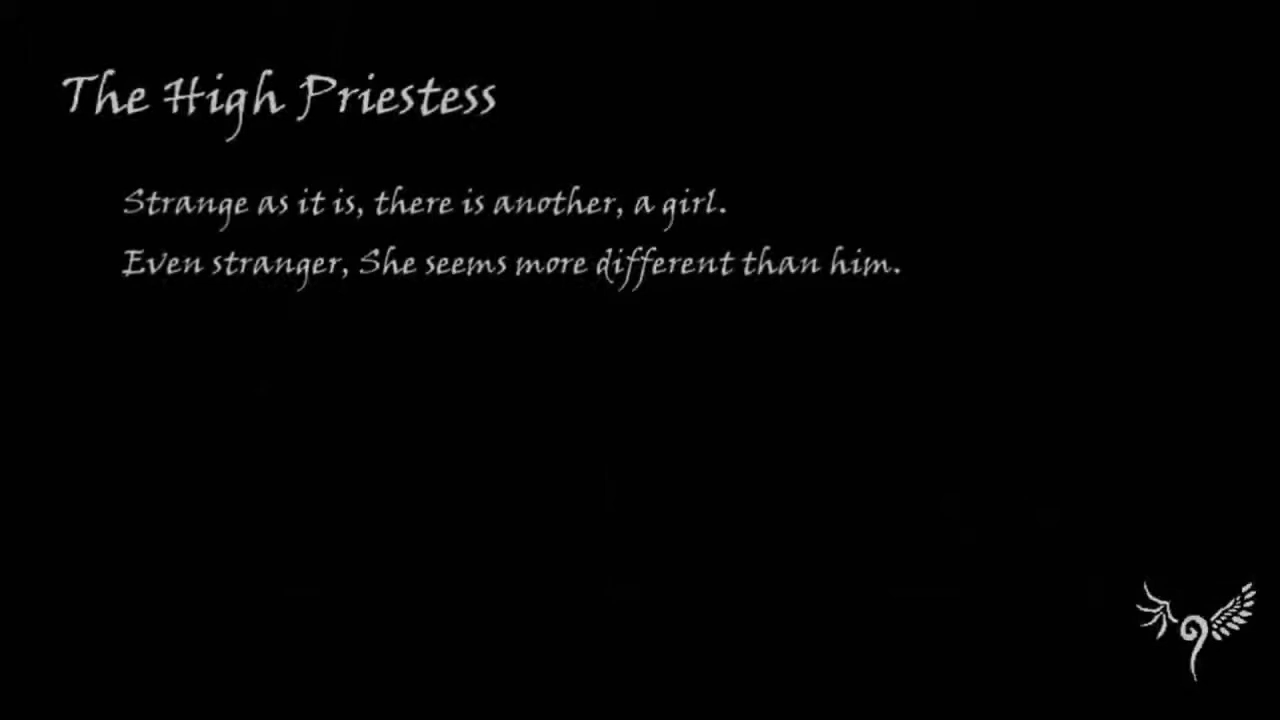 The High Priestess
Strange as it is, there is another, a girl.
Even stranger, She seems more different than him.